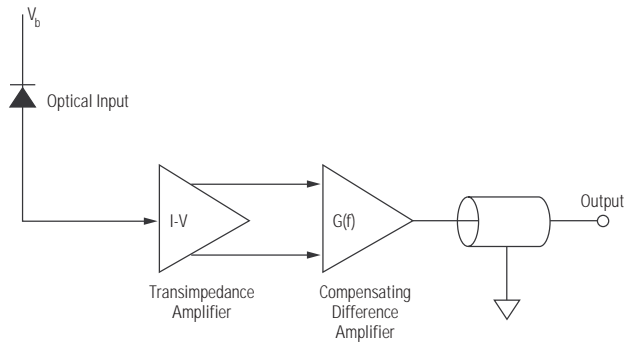 Vb
Optical Input
I-V
G(f)
Output
Transimpedance
Amplifier
Compensating
Difference
Amplifier